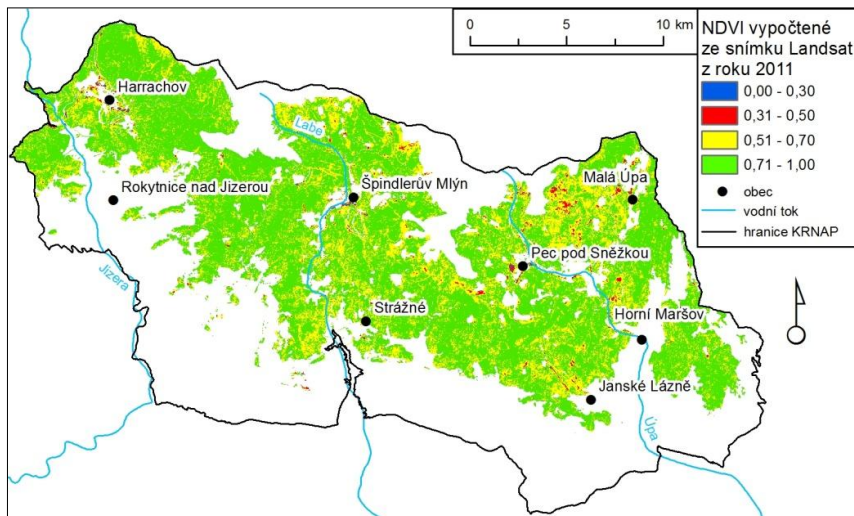 0 5 10 km
NDVI vypočtené
ze snímku Landsat
z roku 2011
0,00 - 0,30
0,31 - 0,50
0,51 - 0,70
0,71 - 1,00
obec
vodní tok
hranice KRNAP
Harrachov
Labe
Rokytnice nad Jizerou
Špindlerův Mlýn
Malá Úpa
Pec pod Sněžkou
Jizera
Strážné
Horní Maršov
Janské Lázně
Úpa